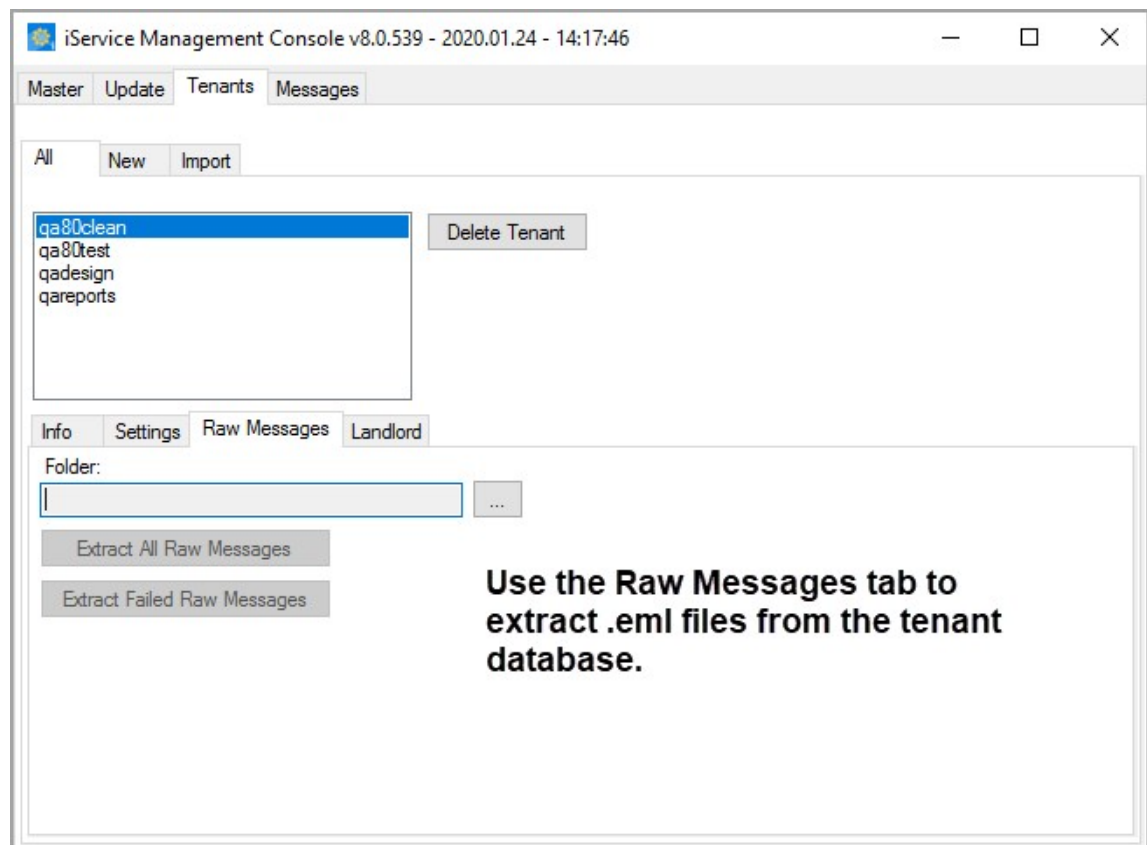 iService Management Console v8.0.539 - 2020.01.24 - 14:17:46
Master Update Tenants Messages
All New Import
qa80clean
Delete Tenant
qa80test
qadesign
qareports
Info Settings Raw Messages Landlord
Folder:
...
Extract All Raw Messages
Extract Failed Raw Messages
Use the Raw Messages tab to
extract .eml files from the tenant
database.